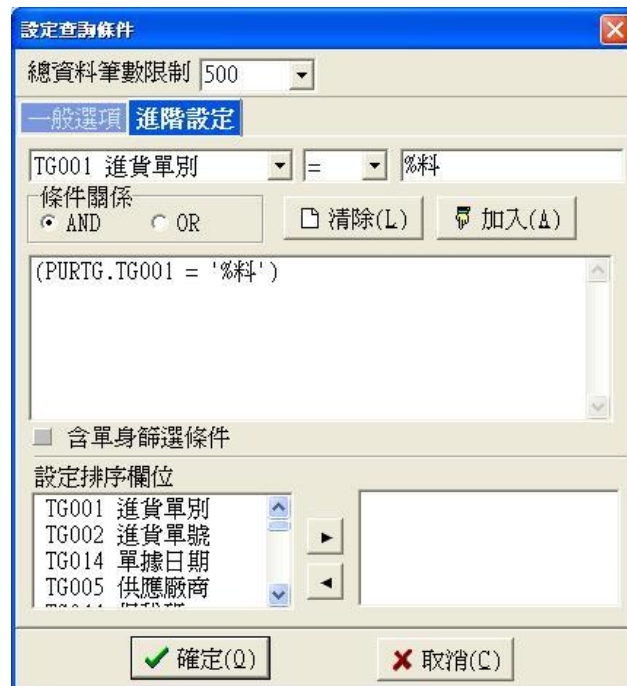 設定查詢條件
總資料筆數限制 500
一般選項 進階設定
TG001 進貨單別 = %料
條件關係
AND OR 清除(L) 加入(A)
(PURTG.TG001 = '%料')
含單身篩選條件
設定排序欄位
TG001 進貨單別
TG002 進貨單號
TG014 單據日期
TG005 供應廠商
確定(O) 取消(C)